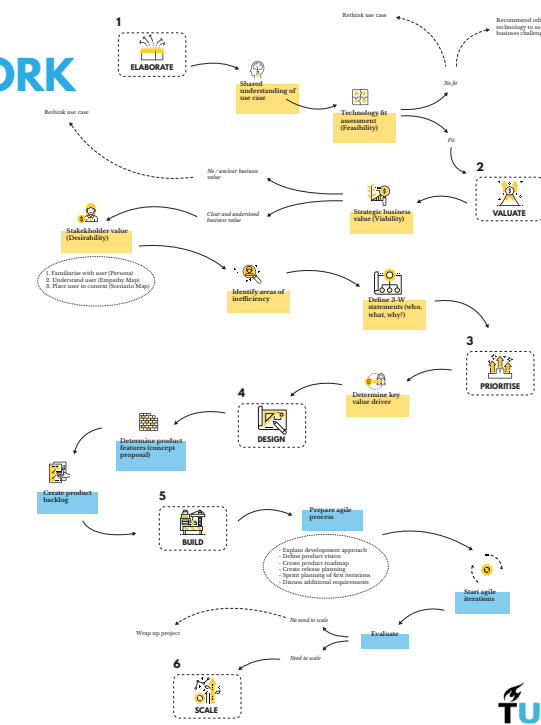 ORK
1
ELABORATE
Shared
understanding of
use case
Technology fit
assessment
(Feasibility)
Rethink use case
Recommend oth
technology to so
business challeng
No fit
Fit
2
VALUATE
Strategic business
value (Viability)
No / unclear business
value
Rethink use case
Clear and understood
business value
Stakeholder value
(Desirability)
1. Familiarise with user (Persona)
2. Understand user (Empathy Map)
3. Place user in context (Scenario Map)
Identify areas of
inefficiency
Define 3-W
statements (who,
what, why?)
3
PRIORITISE
Determine key
value driver
4
DESIGN
Determine product
features (concept
proposal)
Create product
backlog
5
BUILD
Prepare agile
process
- Explain development approach
- Define product vision
- Create product roadmap
- Create release planning
- Sprint planning of first iterations
- Discuss additional requirements
Start agile
iterations
Evaluate
No need to scale
Wrap up project
Need to scale
6
SCALE
TU